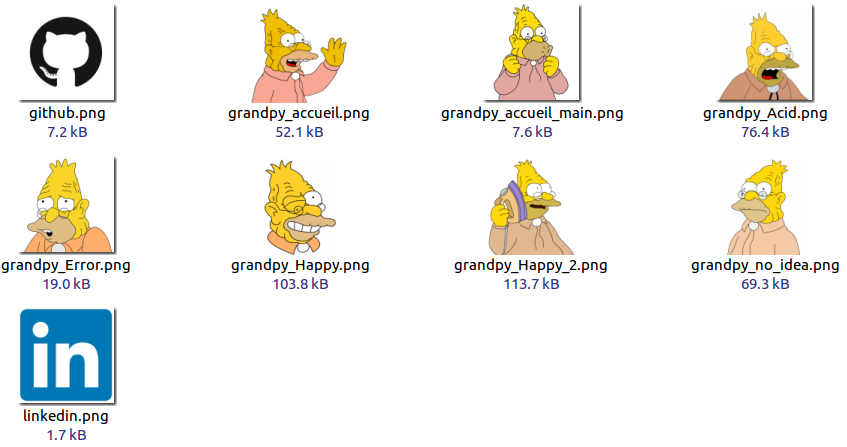 github.png
7.2 kB
grandpy_accueil.png
52.1 kB
grandpy_accueil_main.png
7.6 kB
grandpy_Acid.png
76.4 kB
grandpy_Error.png
19.0 kB
grandpy_Happy.png
103.8 kB
grandpy_Happy_2.png
113.7 kB
grandpy_no_idea.png
69.3 kB
in
linkedin.png
1.7 kB